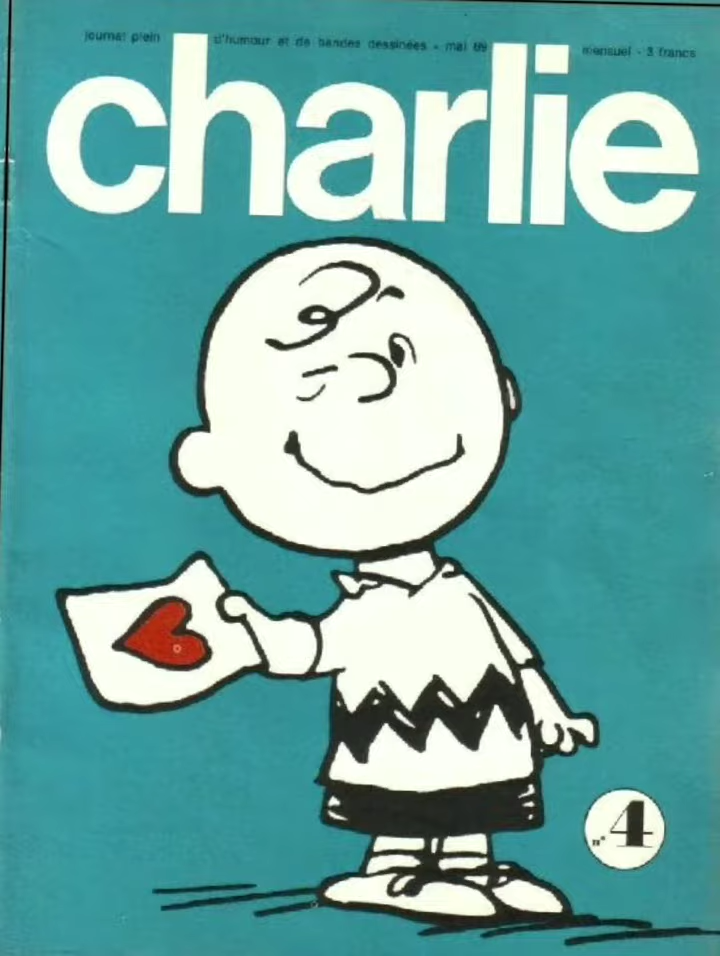 journal plein d'humour et de bandes dessinées - mai 69 mensuel - 3 francs
charlie
n° 4